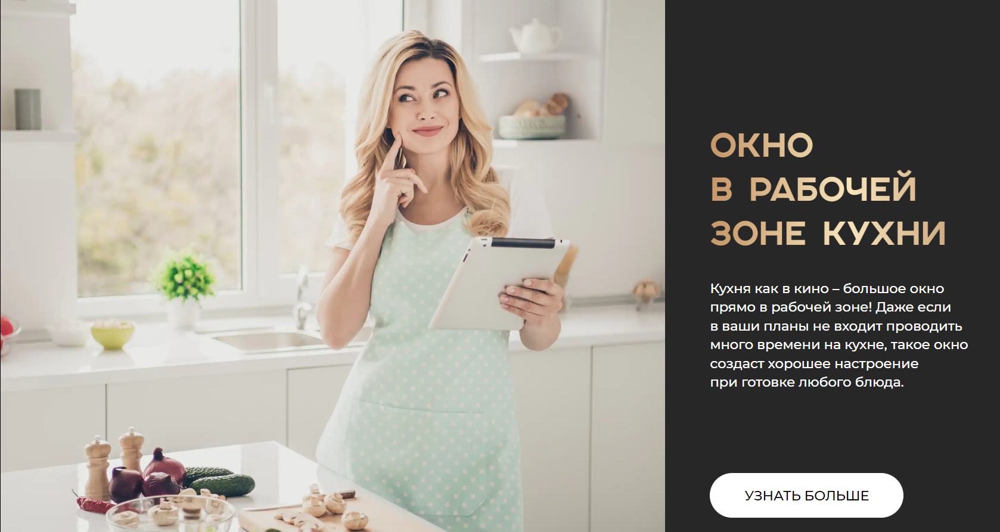 ОКНО
В РАБОЧЕЙ
ЗОНЕ КУХНИ
Кухня как в кино – большое окно
прямо в рабочей зоне! Даже если
в ваши планы не входит проводить
много времени на кухне, такое окно
создаст хорошее настроение
при готовке любого блюда.
УЗНАТЬ БОЛЬШЕ